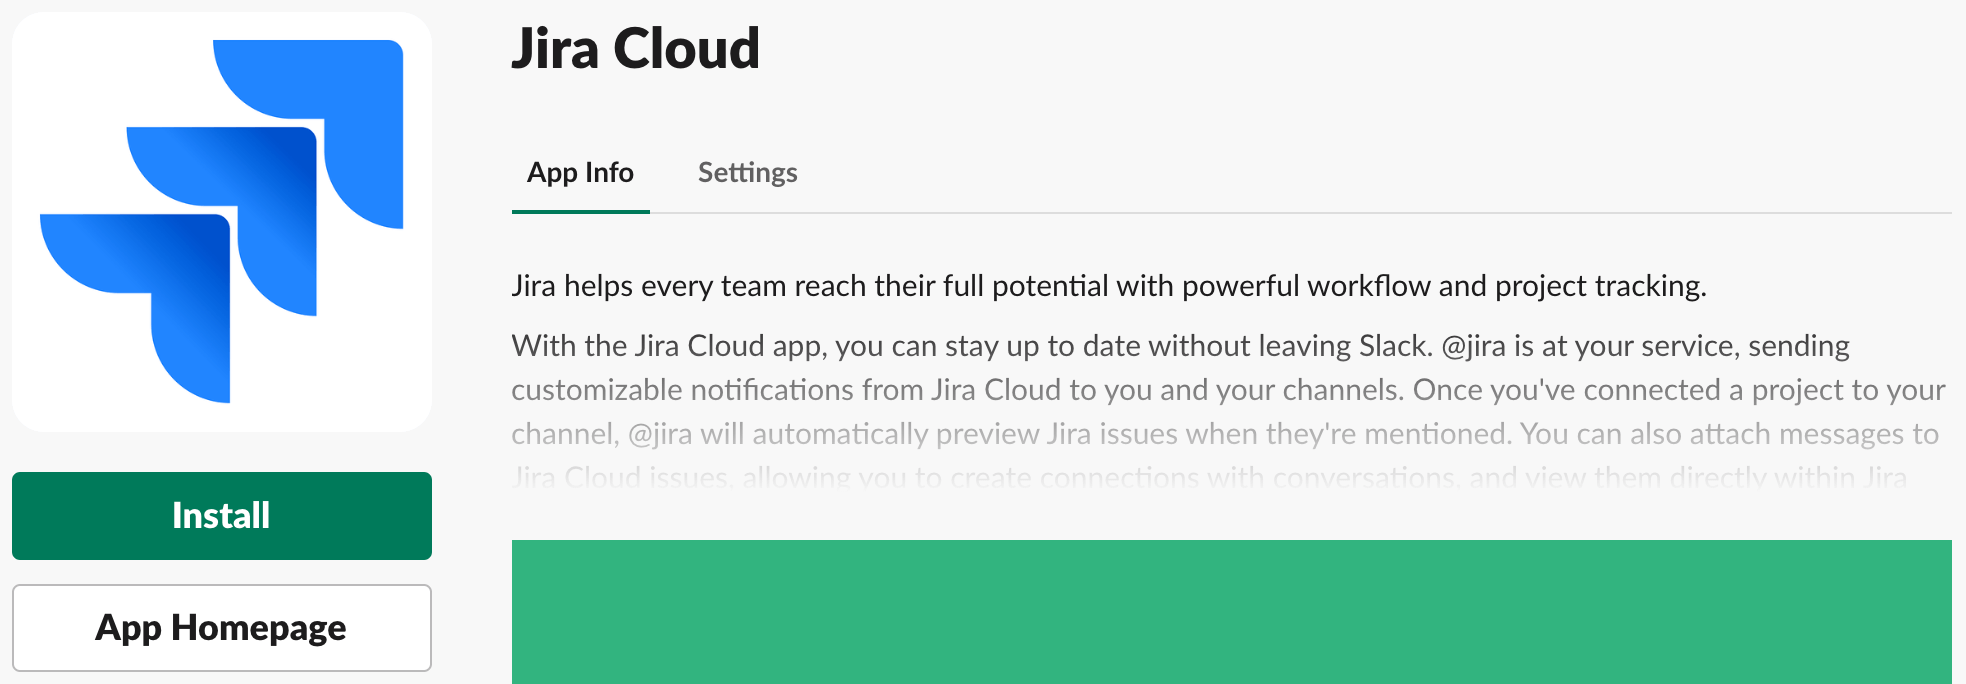 Jira Cloud
App Info
Settings
Jira helps every team reach their full potential with powerful workflow and project tracking.
With the Jira Cloud app, you can stay up to date without leaving Slack. @jira is at your service, sending
customizable notifications from Jira Cloud to you and your channels. Once you've connected a project to your
channel, @jira will automatically preview Jira issues when they're mentioned. You can also attach messages to
Jira Cloud issues, allowing you to create connections with conversations, and view them directly within Jira
Install
App Homepage